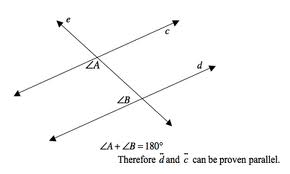 e
c
∠A
d
∠B
∠A + ∠B = 180°
Therefore d⃡ and c⃡ can be proven parallel.